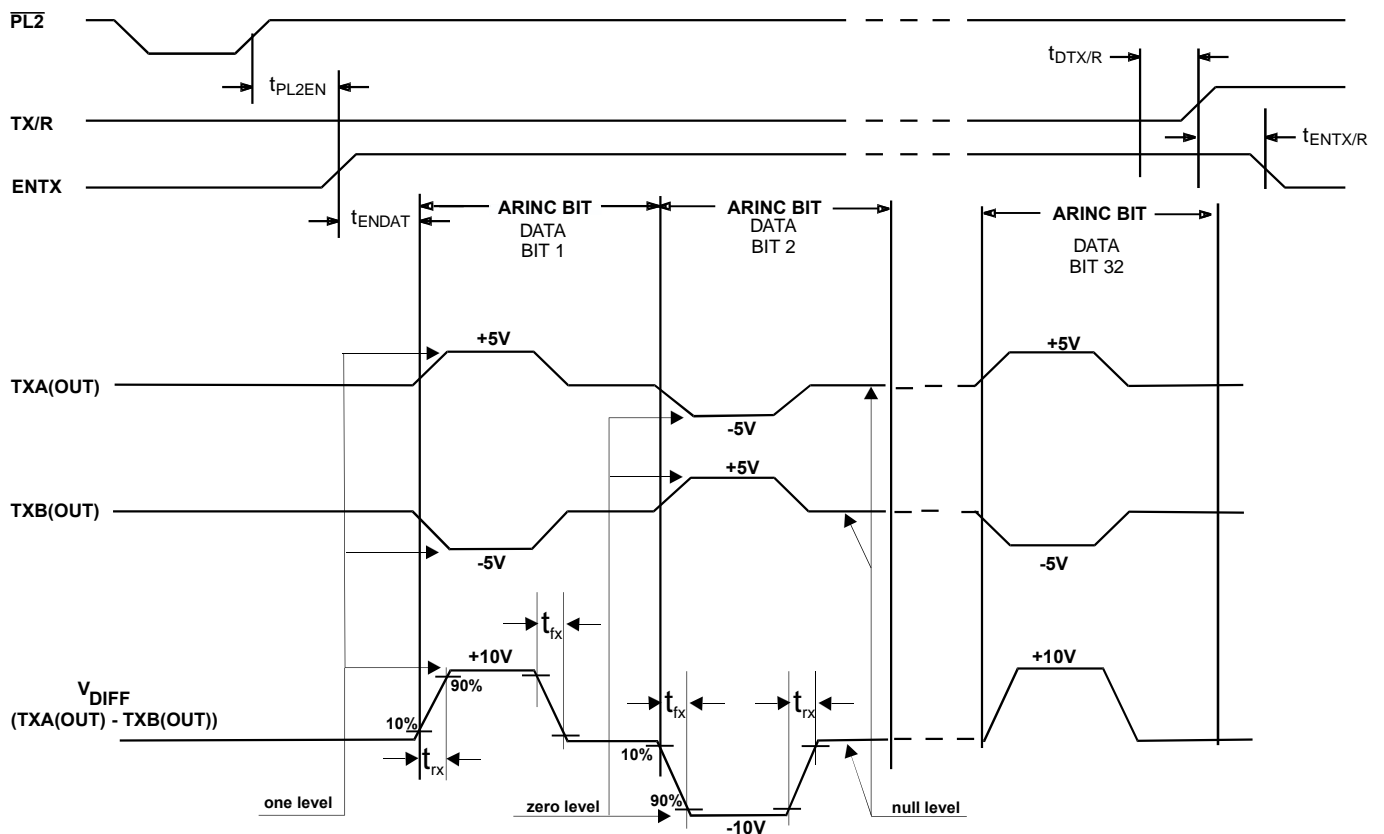 PL2
tDTX/R
tPL2EN
TX/R
tENTX/R
ENTX
tENDAT
ARINC BIT
DATA
BIT 1
ARINC BIT
DATA
BIT 2
ARINC BIT
DATA
BIT 32
+5V
+5V
TXA(OUT)
-5V
+5V
TXB(OUT)
-5V
-5V
tfx
+10V
90%
+10V
VDIFF
(TXA(OUT) - TXB(OUT))
tfx
trx
10%
10%
trx
90%
one level
zero level
null level
-10V